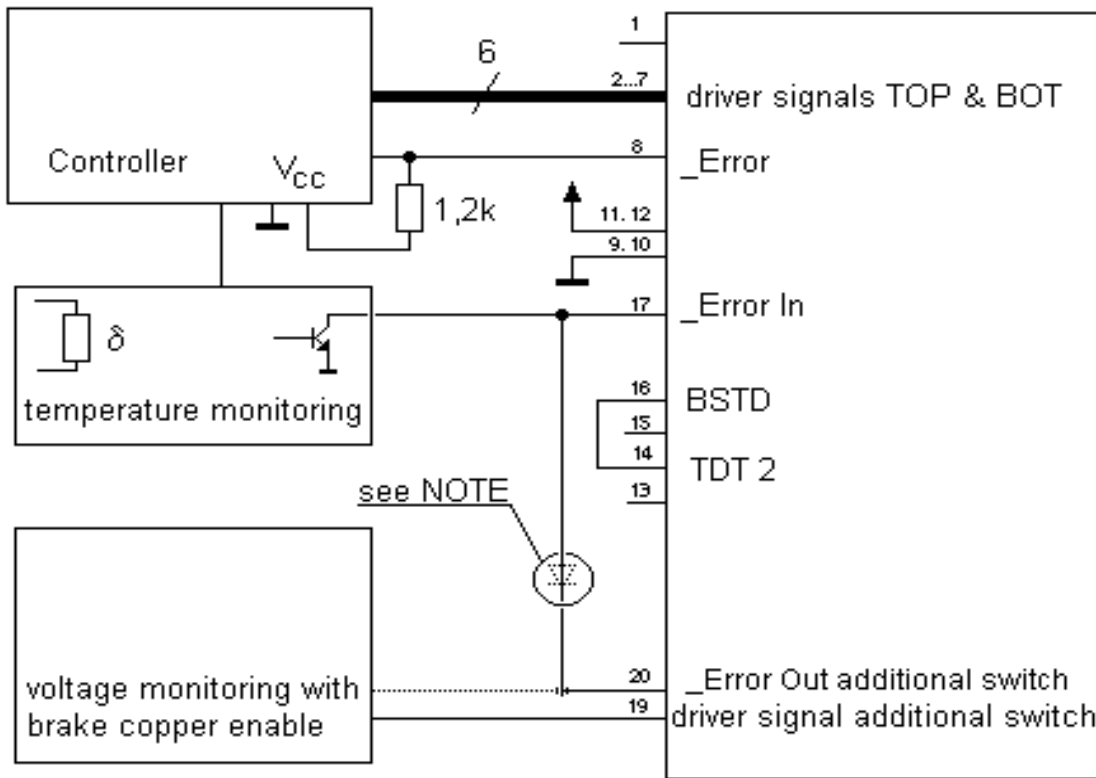 1
6
2...7
driver signals TOP & BOT
Controller
VCC
8
_Error
1,2k
11. 12
9. 10
17
_Error In
δ
temperature monitoring
16
BSTD
15
14
TDT 2
13
see NOTE
voltage monitoring with
brake copper enable
20
_Error Out additional switch
19
driver signal additional switch